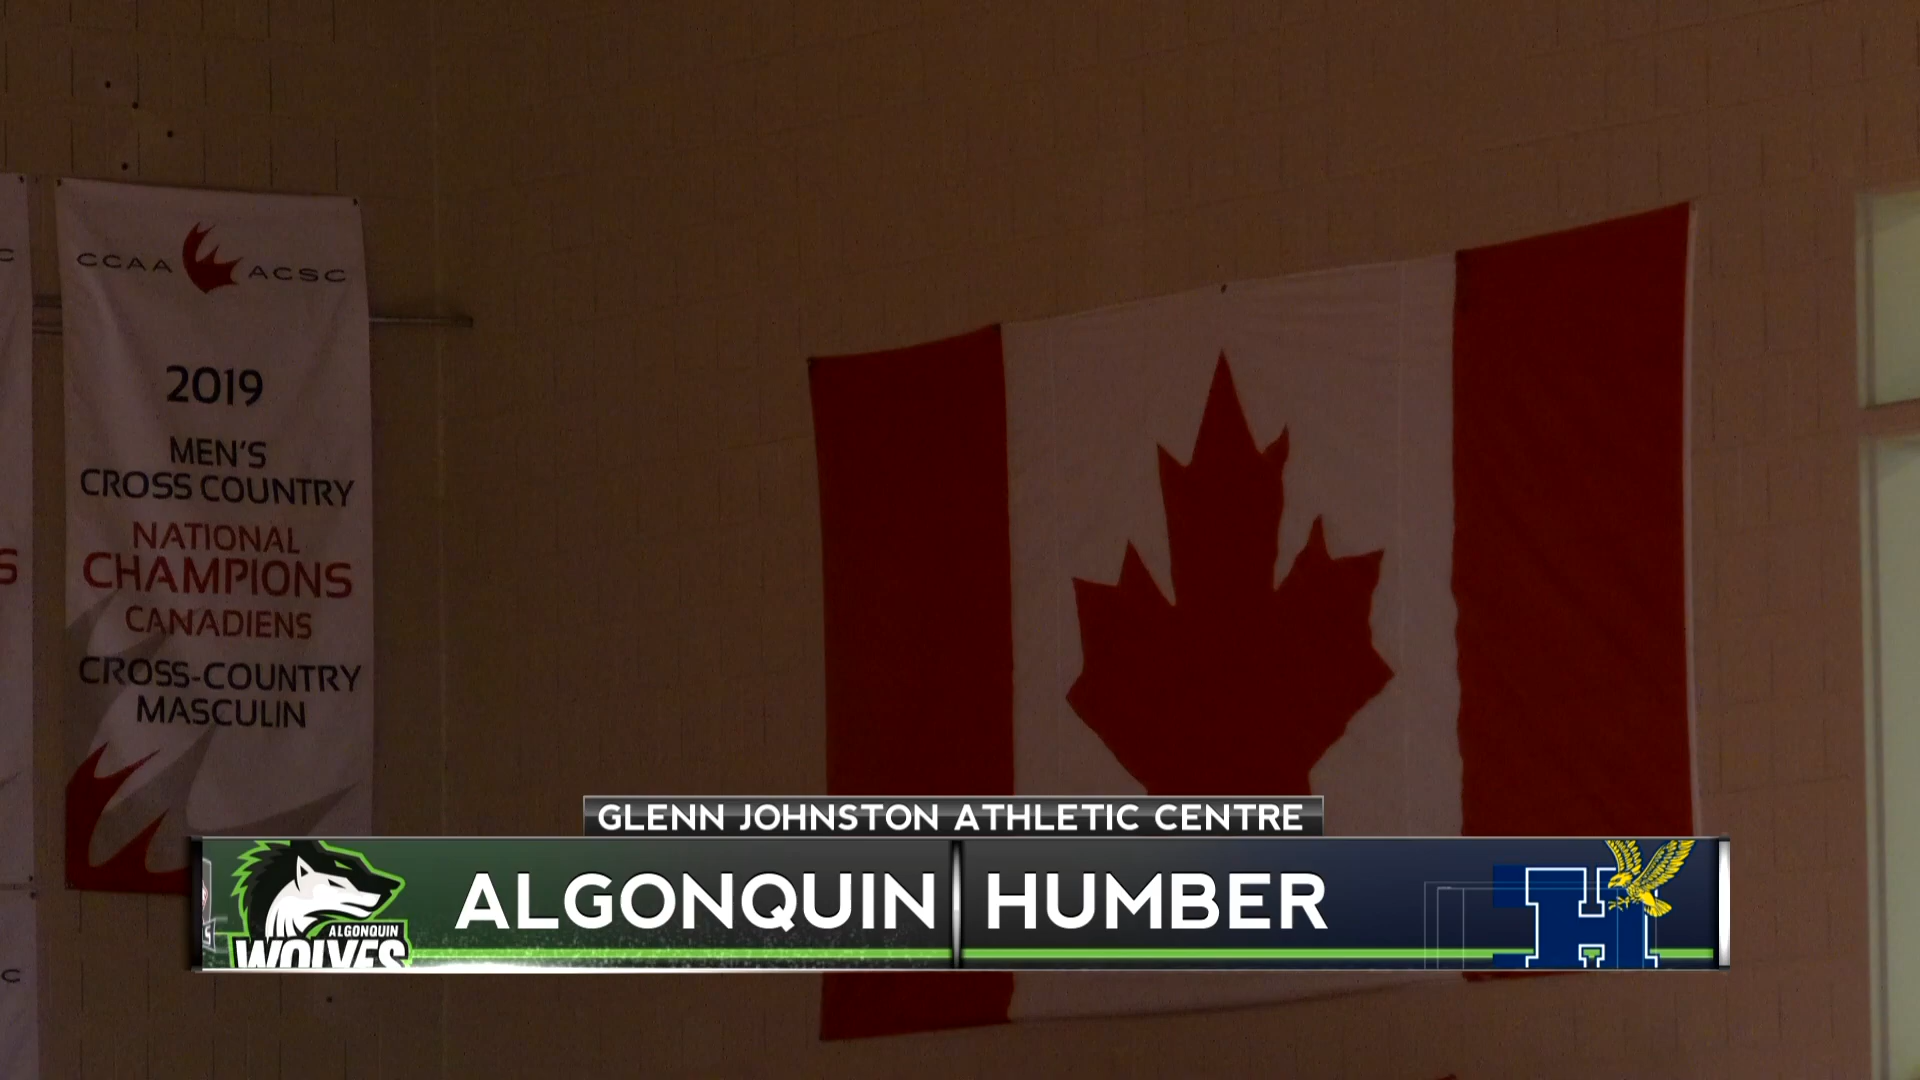 CCAA ACSC
2019
MEN'S
CROSS COUNTRY
NATIONAL
CHAMPIONS
CANADIENS
CROSS-COUNTRY
MASCULIN
GLENN JOHNSTON ATHLETIC CENTRE
ALGONQUIN
WOLVES
ALGONQUIN HUMBER
H